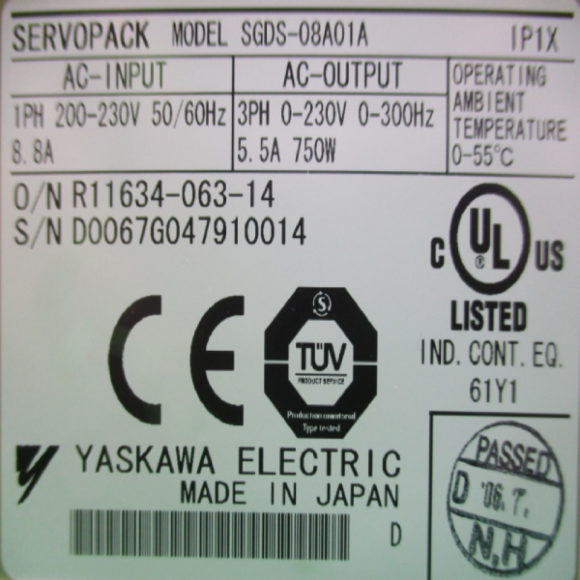 SERVOPACK MODEL SGDS-08A01A IP1X
AC-INPUT
1PH 200-230V 50/60Hz
8.8A
AC-OUTPUT
3PH 0-230V 0-300Hz
5.5A 750W
OPERATING
AMBIENT
TEMPERATURE
0-55°C
O/N R11634-063-14
S/N D0067G047910014
CE
S
TÜV
PRODUCT SERVICE
Production monitored
Type tested
C UL® US
LISTED
IND. CONT. EQ.
61Y1
YASKAWA ELECTRIC
MADE IN JAPAN
D
PASSED
D '06.7.
N.H